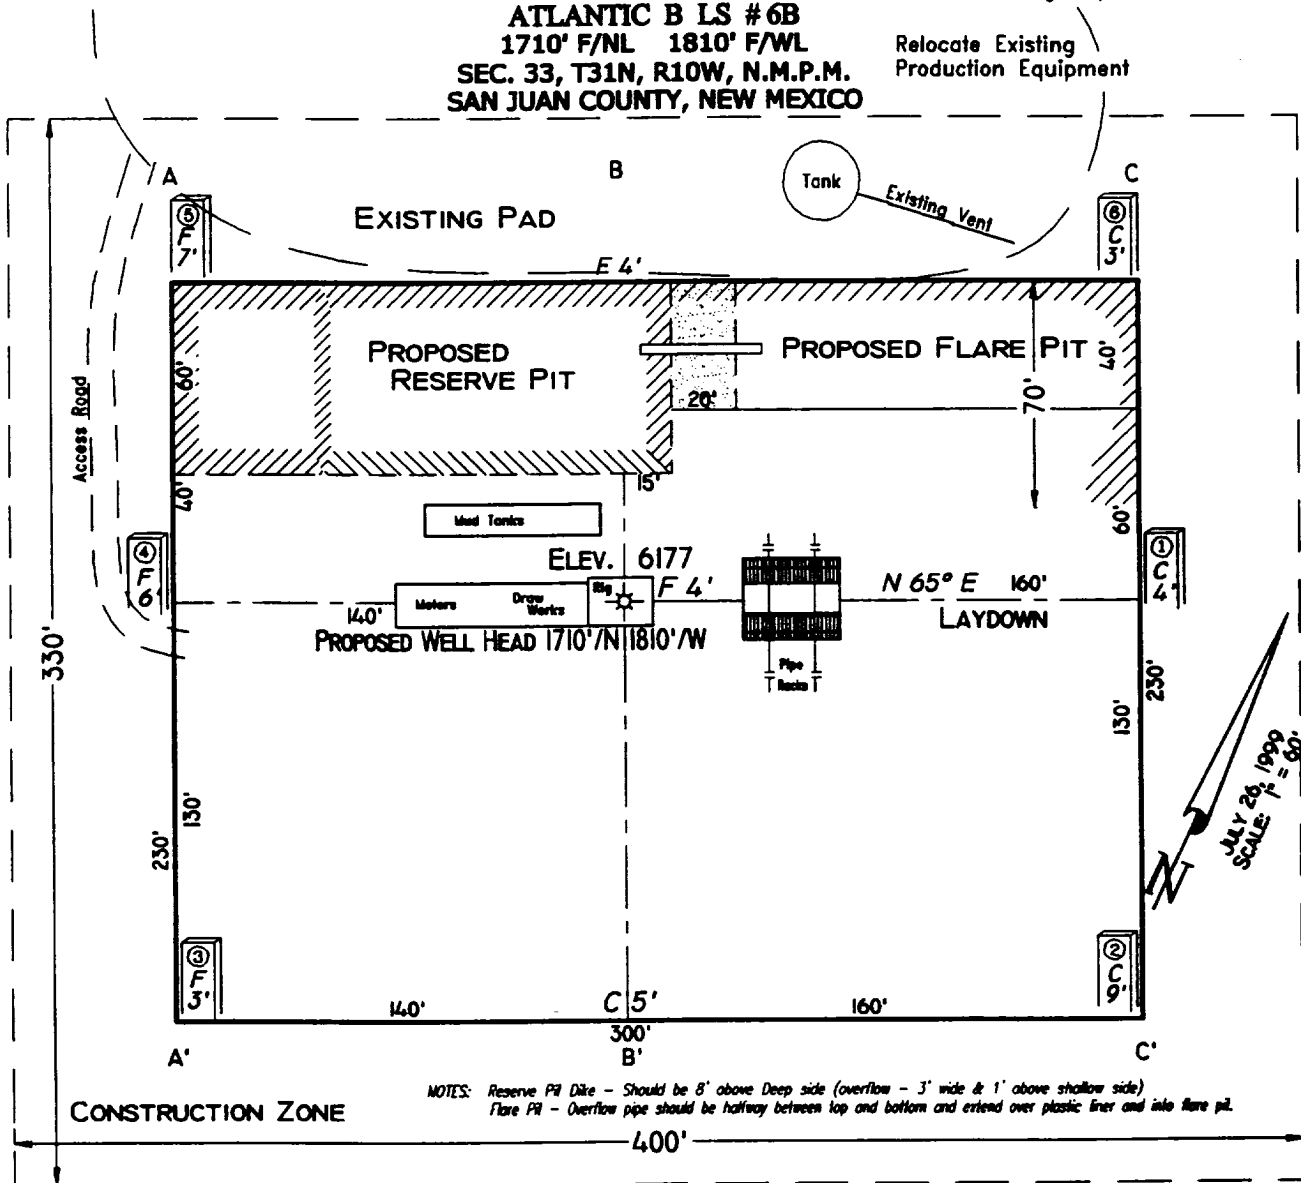 ATLANTIC B LS #6B
1710' F/NL 1810' F/WL
SEC. 33, T31N, R10W, N.M.P.M.
SAN JUAN COUNTY, NEW MEXICO
Relocate Existing
Production Equipment
A
B
C
Tank
Existing Vent
EXISTING PAD
⑤
F
7'
⑥
C
3'
F 4'
PROPOSED
RESERVE PIT
PROPOSED FLARE PIT
60'
40'
70'
20'
Access Road
40'
15'
60'
Mud Tanks
④
F
6'
ELEV. 6177
①
C
4'
Rig
F 4'
N 65° E 160'
140'
Motors
Draw
Works
LAYDOWN
PROPOSED WELL HEAD 1710'/N 1810'/W
Pipe
Racks
330'
230'
130'
130'
230'
JULY 26, 1999
SCALE: 1" = 60'
N
③
F
3'
②
C
9'
140'
C 5'
160'
300'
A'
B'
C'
NOTES: Reserve Pit Dike - Should be 8' above Deep side (overflow - 3' wide & 1' above shallow side)
Flare Pit - Overflow pipe should be halfway between top and bottom and extend over plastic liner and into flare pit.
CONSTRUCTION ZONE
400'